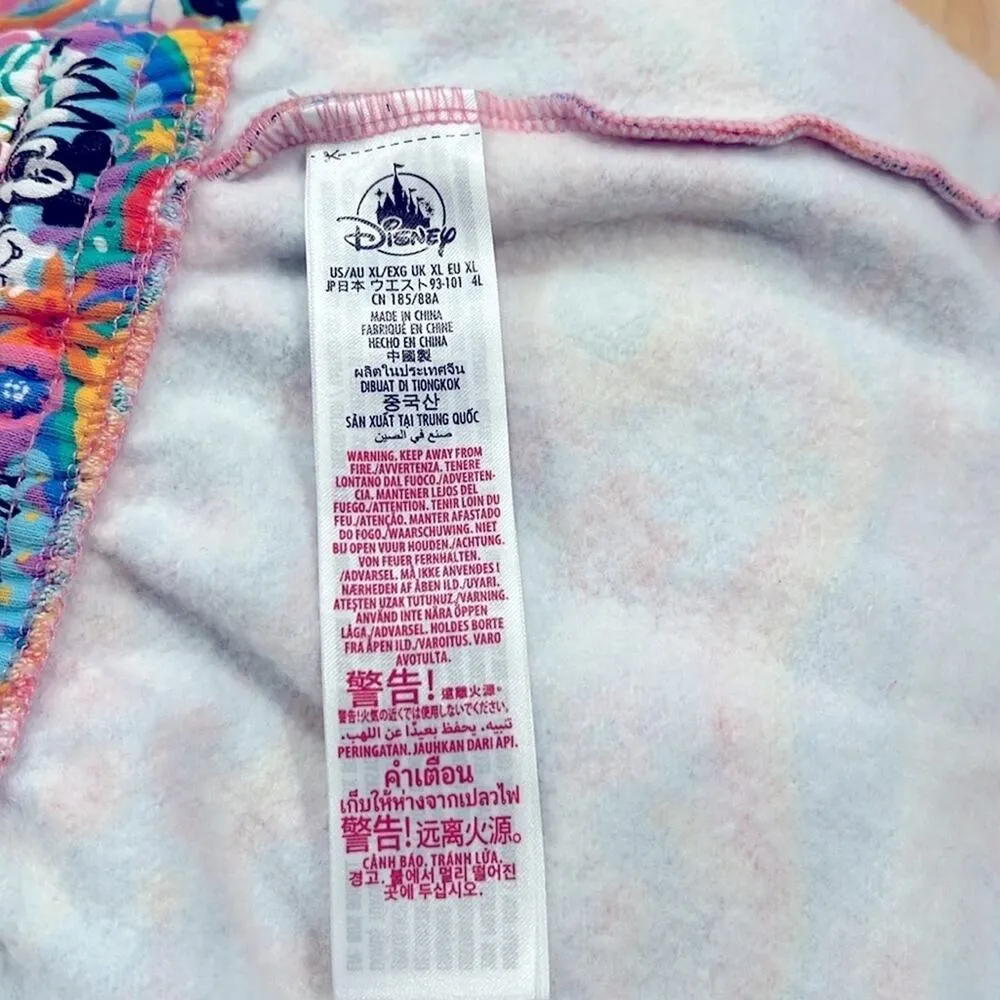 Disney
US/AU XL/EXG UK XL EU XL
JP日本 ウエスト93-101 4L
CN 185/88A
MADE IN CHINA
FABRIQUÉ EN CHINE
HECHO EN CHINA
中國製
ผลิตในประเทศจีน
DIBUAT DI TIONGKOK
중국산
SẢN XUẤT TẠI TRUNG QUỐC
صنع في الصين
WARNING. KEEP AWAY FROM
FIRE./AVVERTENZA. TENERE
LONTANO DAL FUOCO./ADVERTEN-
CIA. MANTENER LEJOS DEL
FUEGO./ATTENTION. TENIR LOIN DU
FEU./ATENÇÃO. MANTER AFASTADO
DO FOGO./WAARSCHUWING. NIET
BIJ OPEN VUUR HOUDEN./ACHTUNG.
VON FEUER FERNHALTEN.
/ADVARSEL. MÅ IKKE ANVENDES I
NÆRHEDEN AF ÅBEN ILD./UYARI.
ATEŞTEN UZAK TUTUNUZ./VARNING.
ANVÄND INTE NÄRA ÖPPEN
LÅGA./ADVARSEL. HOLDES BORTE
FRA ÅPEN ILD./VAROITUS. VARO
AVOTULTA.
警告! 遠離火源。
警告!火気の近くでは使用しないでください。
تنبيه. يحفظ بعيدًا عن اللهب.
PERINGATAN. JAUHKAN DARI API.
คำเตือน
เก็บให้ห่างจากเปลวไฟ
警告! 远离火源。
CẢNH BÁO. TRÁNH LỬA.
경고. 불에서 멀리 떨어진
곳에 두십시오.